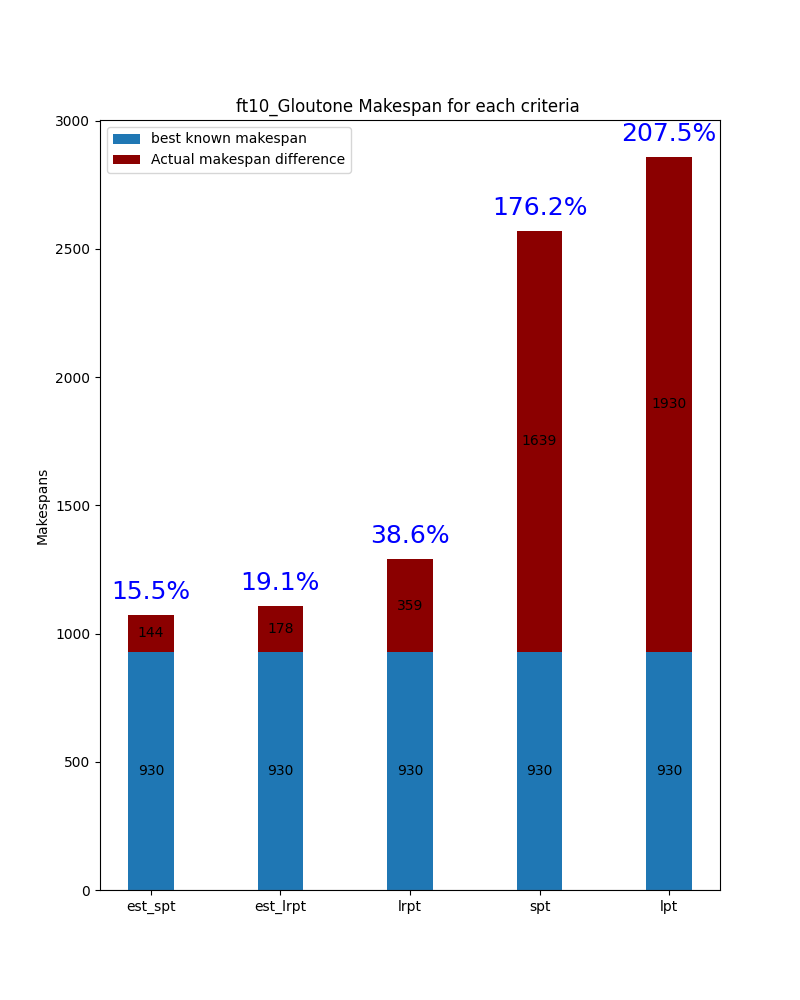 ft10_Gloutone Makespan for each criteria
best known makespan
Actual makespan difference
Makespans
3000
2500
2000
1500
1000
500
0
15.5%
19.1%
38.6%
176.2%
207.5%
144
178
359
1639
1930
930
930
930
930
930
est_spt
est_lrpt
lrpt
spt
lpt